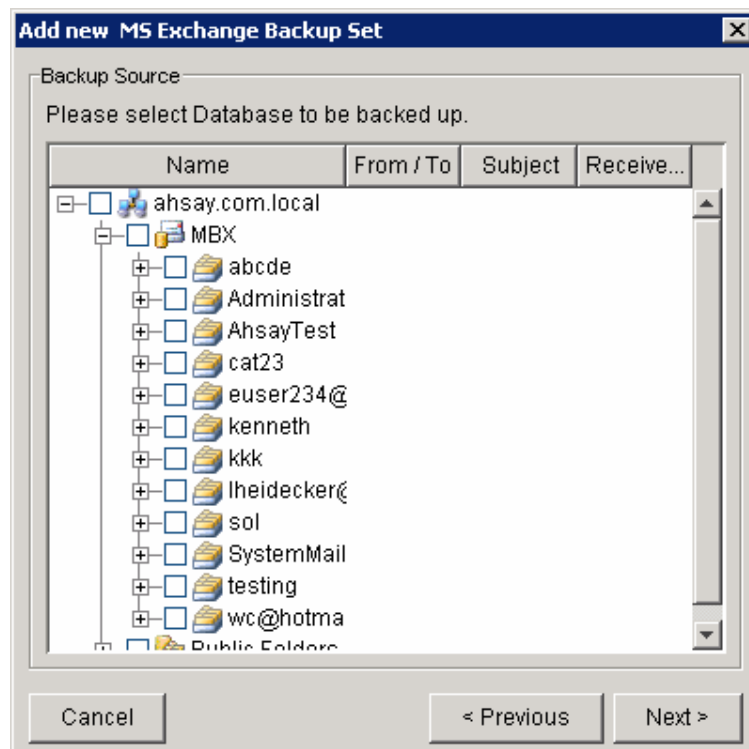 Add new MS Exchange Backup Set
Backup Source
Please select Database to be backed up.
Name From / To Subject Receive...
ahsay.com.local
MBX
abcde
Administrat
AhsayTest
cat23
euser234@
kenneth
kkk
lheidecker@
sol
SystemMail
testing
wc@hotma
Public Folders
Cancel < Previous Next >